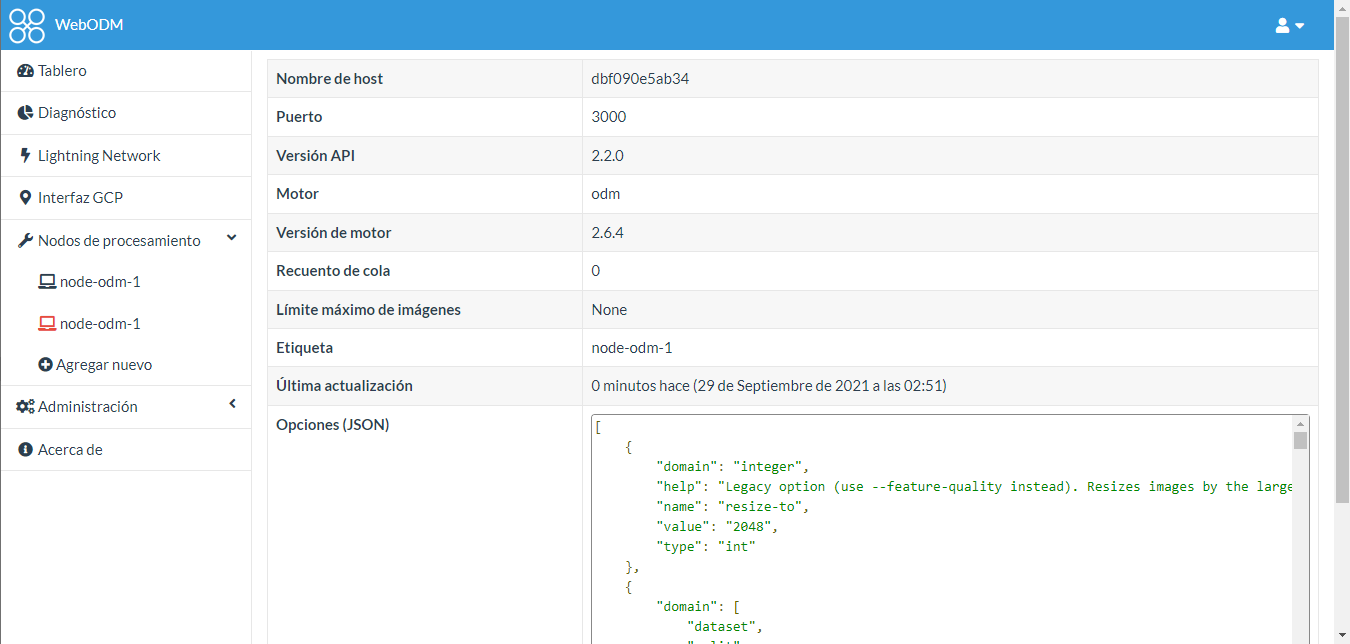 WebODM
Tablero
Diagnóstico
Lightning Network
Interfaz GCP
Nodos de procesamiento
node-odm-1
node-odm-1
Agregar nuevo
Administración
Acerca de
Nombre de host dbf090e5ab34
Puerto 3000
Versión API 2.2.0
Motor odm
Versión de motor 2.6.4
Recuento de cola 0
Límite máximo de imágenes None
Etiqueta node-odm-1
Última actualización 0 minutos hace (29 de Septiembre de 2021 a las 02:51)
Opciones (JSON)
[
{
"domain": "integer",
"help": "Legacy option (use --feature-quality instead). Resizes images by the large
"name": "resize-to",
"value": "2048",
"type": "int"
},
{
"domain": [
"dataset",